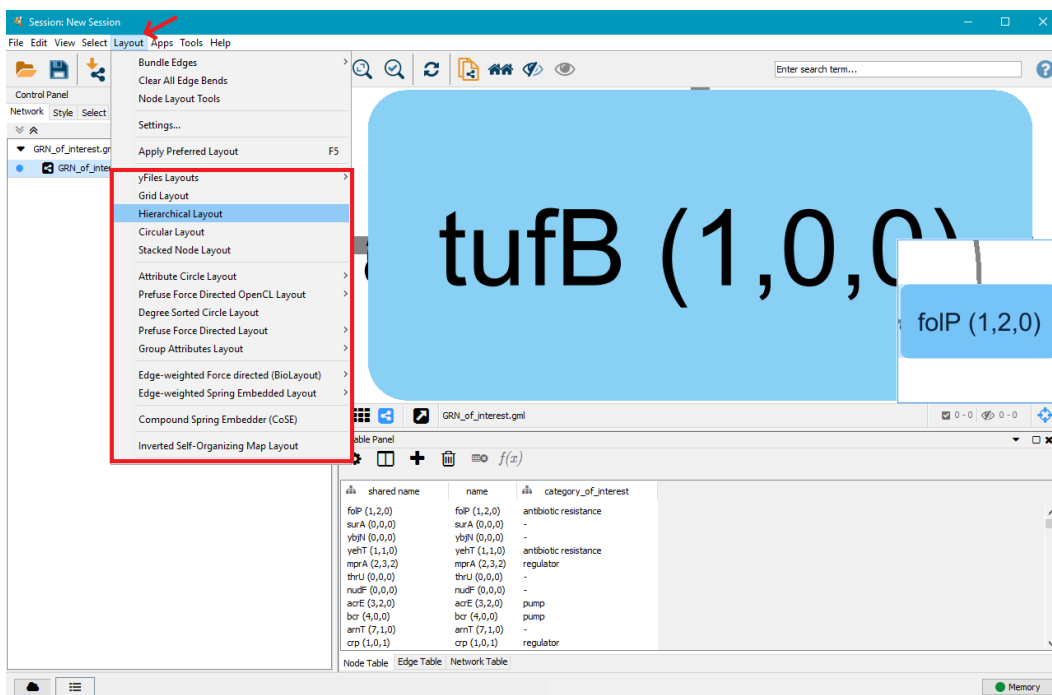 Session: New Session
File Edit View Select Layout Apps Tools Help
Enter search term...
Control Panel
Network Style Select
GRN_of_interest.gr
GRN_of_inte
Bundle Edges
Clear All Edge Bends
Node Layout Tools
Settings...
Apply Preferred Layout F5
yFiles Layouts
Grid Layout
Hierarchical Layout
Circular Layout
Stacked Node Layout
Attribute Circle Layout
Prefuse Force Directed OpenCL Layout
Degree Sorted Circle Layout
Prefuse Force Directed Layout
Group Attributes Layout
Edge-weighted Force directed (BioLayout)
Edge-weighted Spring Embedded Layout
Compound Spring Embedder (CoSE)
Inverted Self-Organizing Map Layout
tufB (1,0,0)
folP (1,2,0)
GRN_of_interest.gml
0 - 0 0 - 0
able Panel
f(x)
shared name name category_of_interest
folP (1,2,0) folP (1,2,0) antibiotic resistance
surA (0,0,0) surA (0,0,0) -
ybjN (0,0,0) ybjN (0,0,0) -
yehT (1,1,0) yehT (1,1,0) antibiotic resistance
mprA (2,3,2) mprA (2,3,2) regulator
thrU (0,0,0) thrU (0,0,0) -
nudF (0,0,0) nudF (0,0,0) -
acrE (3,2,0) acrE (3,2,0) pump
bcr (4,0,0) bcr (4,0,0) pump
arnT (7,1,0) arnT (7,1,0) -
crp (1,0,1) crp (1,0,1) regulator
Node Table Edge Table Network Table
Memory